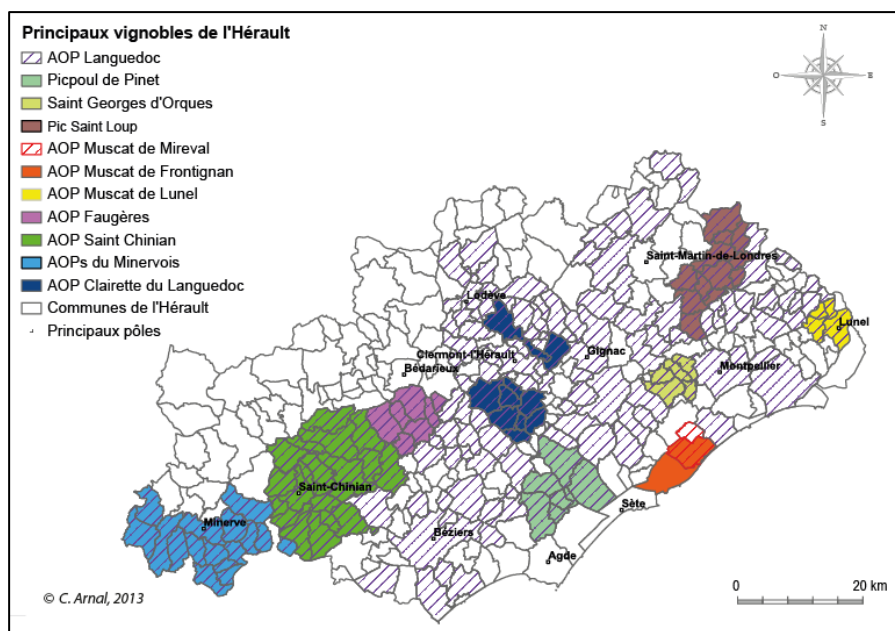 Principaux vignobles de l'Hérault
AOP Languedoc
Picpoul de Pinet
Saint Georges d'Orques
Pic Saint Loup
AOP Muscat de Mireval
AOP Muscat de Frontignan
AOP Muscat de Lunel
AOP Faugères
AOP Saint Chinian
AOPs du Minervois
AOP Clairette du Languedoc
Communes de l'Hérault
Principaux pôles
N
O
E
S
Saint-Martin-de-Londres
Lodève
Lunel
Clermont-l'Hérault
Gignac
Bédarieux
Montpellier
Saint-Chinian
Sète
Minerve
Béziers
Agde
© C. Arnal, 2013
0 20 km